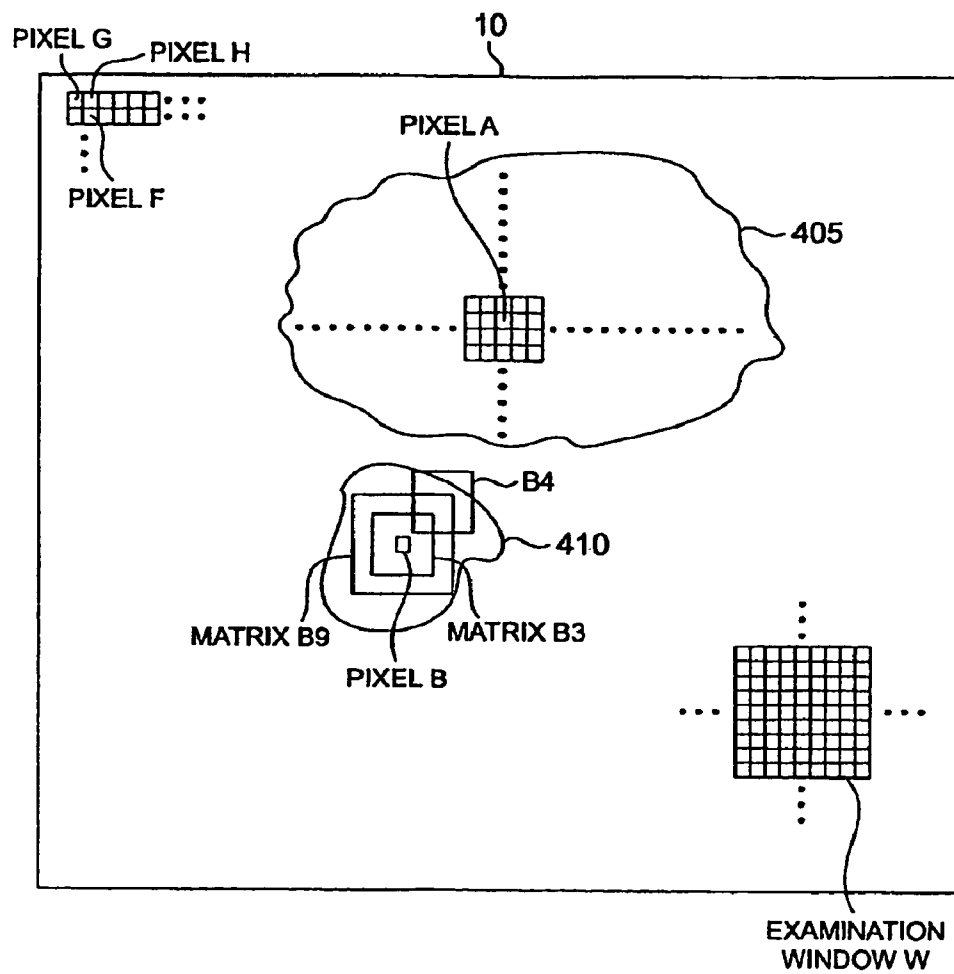 10
PIXEL G
PIXEL H
PIXEL A
PIXEL F
405
B4
410
MATRIX B9
MATRIX B3
PIXEL B
EXAMINATION
WINDOW W